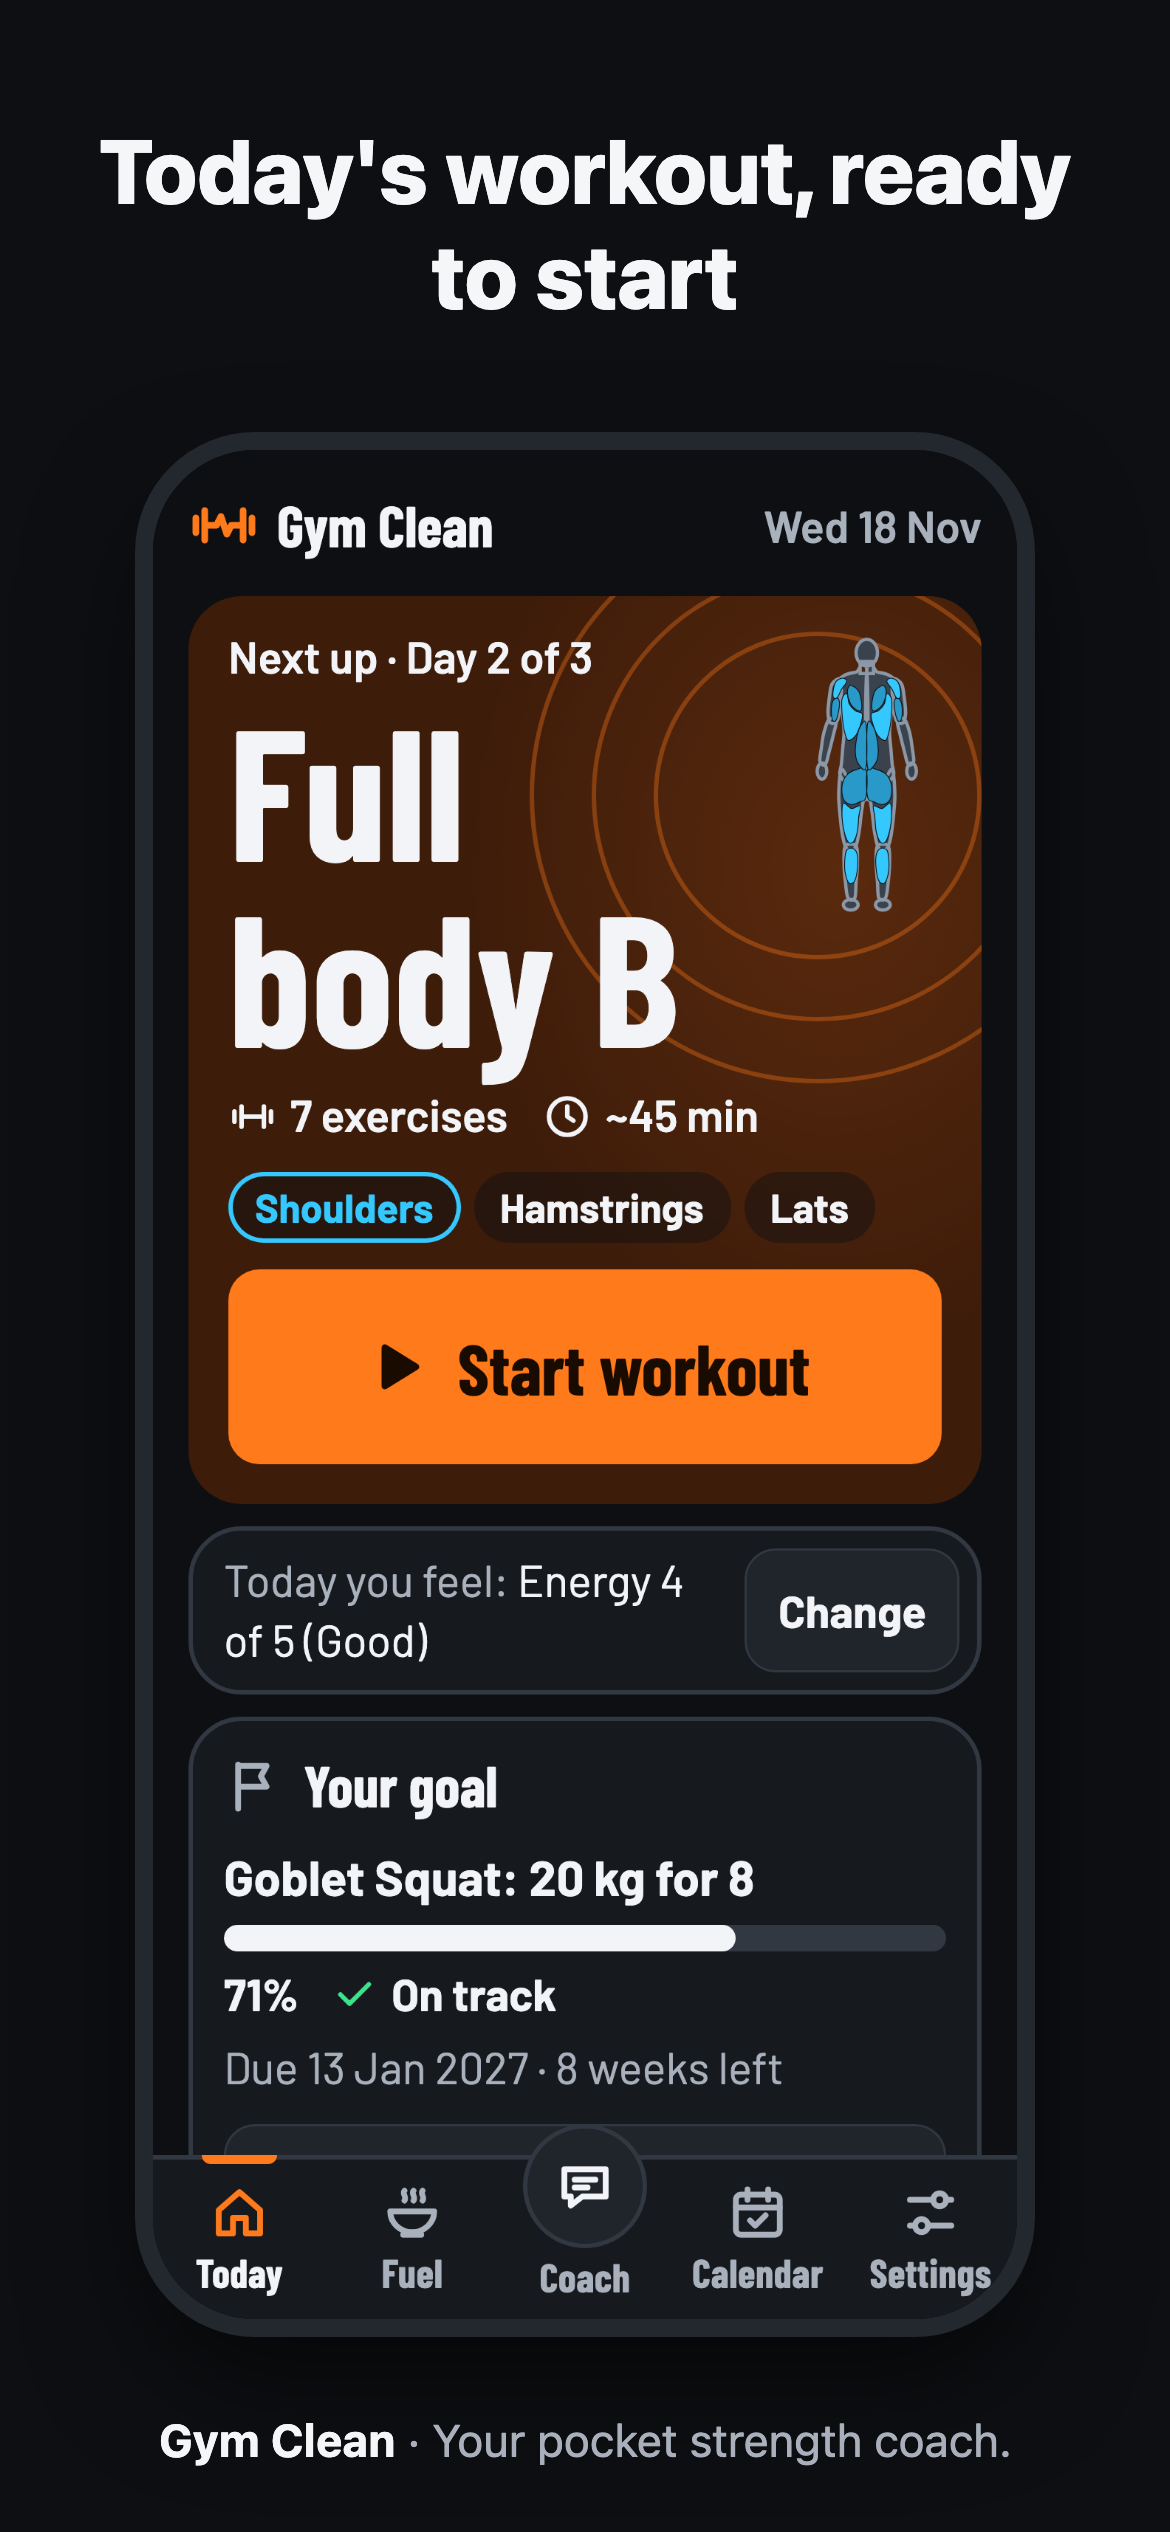 Today's workout, ready
to start
Gym Clean
Wed 18 Nov
Next up · Day 2 of 3
Full
body B
7 exercises
~45 min
Shoulders
Hamstrings
Lats
Start workout
Today you feel: Energy 4
of 5 (Good)
Change
Your goal
Goblet Squat: 20 kg for 8
71%
On track
Due 13 Jan 2027 · 8 weeks left
Today
Fuel
Coach
Calendar
Settings
Gym Clean · Your pocket strength coach.